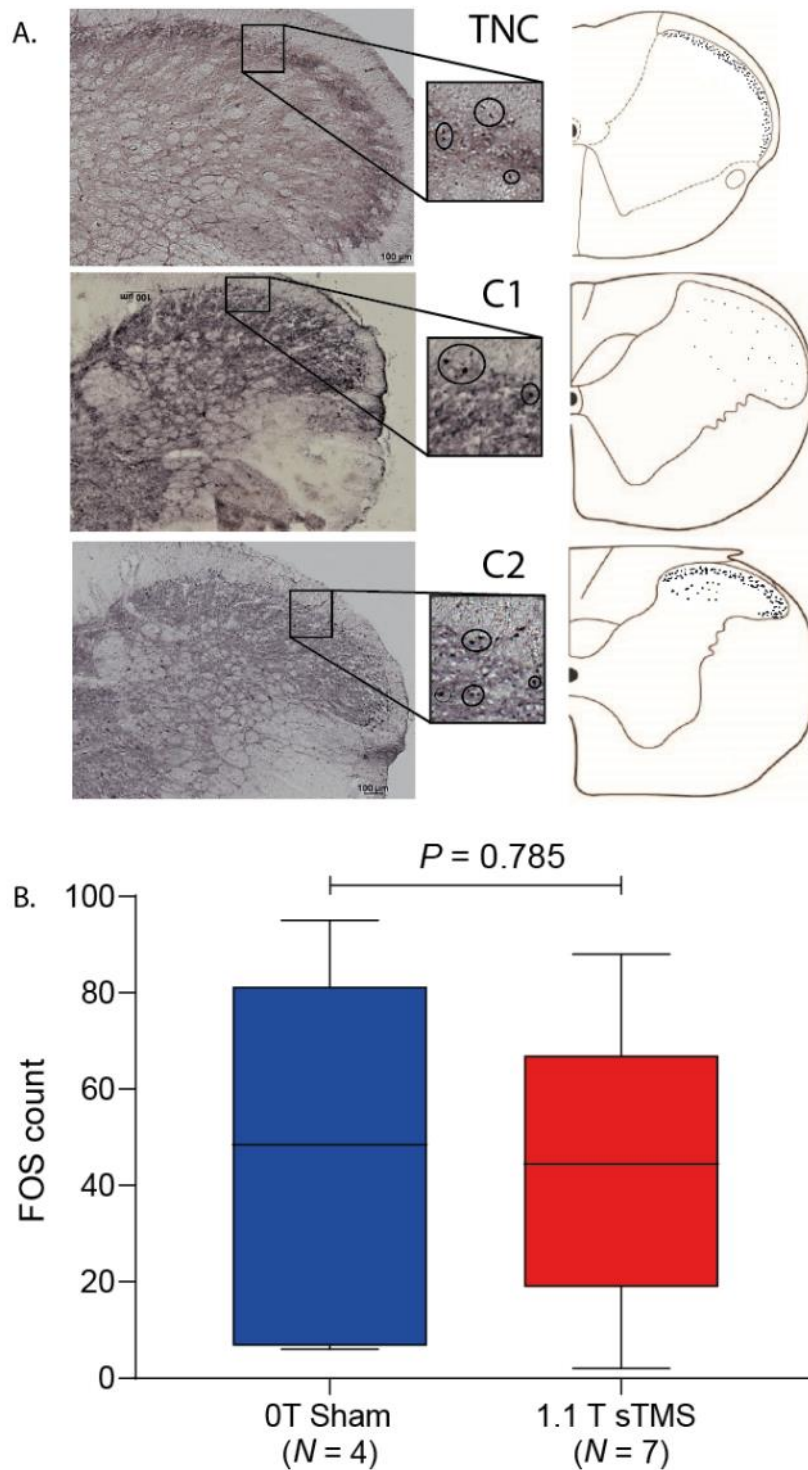 A.
TNC
100 µm
C1
100 µm
C2
100 µm
B.
P = 0.785
100
80
60
40
20
0
FOS count
0T Sham
(N = 4)
1.1 T sTMS
(N = 7)